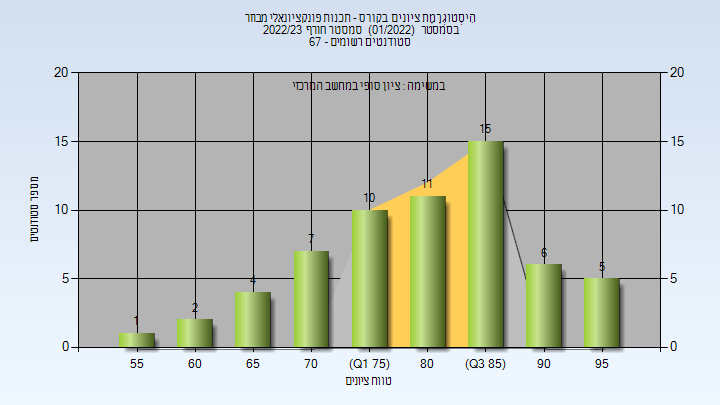 היסטוגרמת ציונים בקורס - תכנות פונקציונאלי מבחר
בסמסטר (01/2022) סמסטר חורף 2022/23
סטודנטים רשומים - 67
במשימה : ציון סופי במחשב המרכזי
20 20
15 15
10 10
5 5
0 0
מספר סטודנטים
1 2 4 7 10 11 15 6 5
55 60 65 70 (Q1 75) 80 (Q3 85) 90 95
טווח ציונים